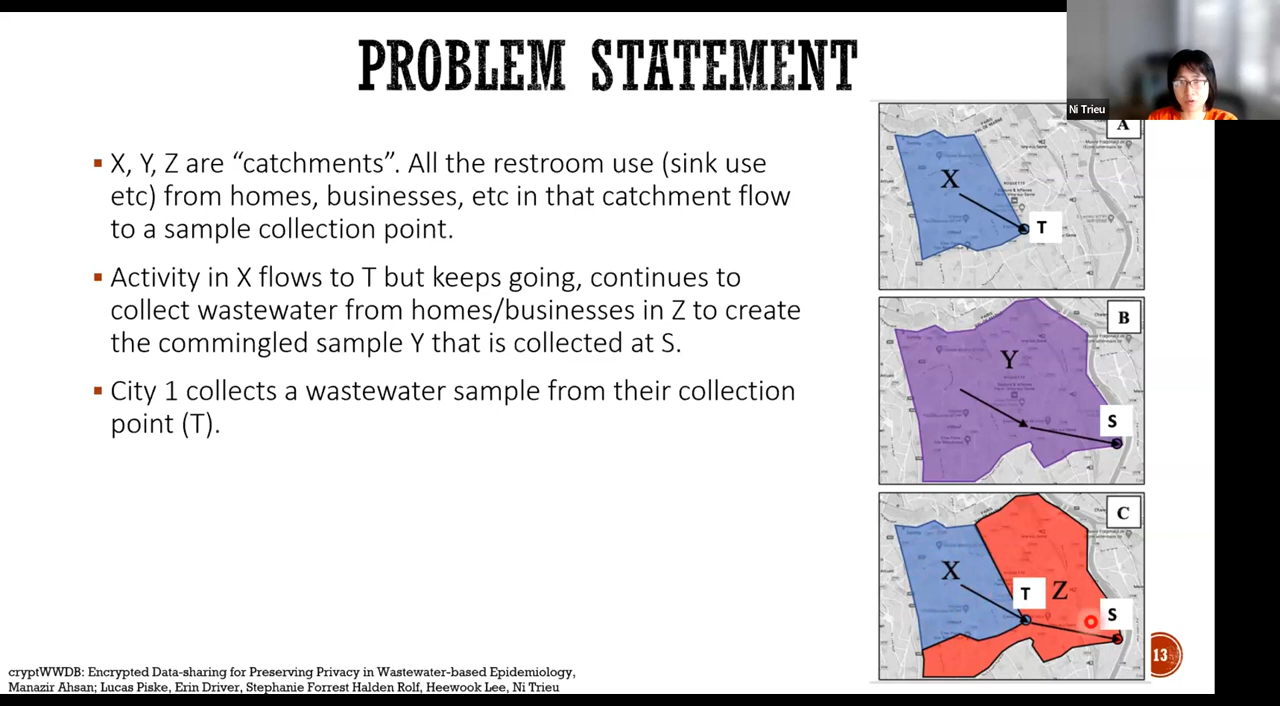 PROBLEM STATEMENT
Ni Trieu
X, Y, Z are “catchments”. All the restroom use (sink use
etc) from homes, businesses, etc in that catchment flow
to a sample collection point.
Activity in X flows to T but keeps going, continues to
collect wastewater from homes/businesses in Z to create
the commingled sample Y that is collected at S.
City 1 collects a wastewater sample from their collection
point (T).
A
X
T
B
Y
S
C
X
T
Z
S
13
cryptWWDB: Encrypted Data-sharing for Preserving Privacy in Wastewater-based Epidemiology,
Manazir Ahsan; Lucas Piske, Erin Driver, Stephanie Forrest Halden Rolf, Heewook Lee, Ni Trieu